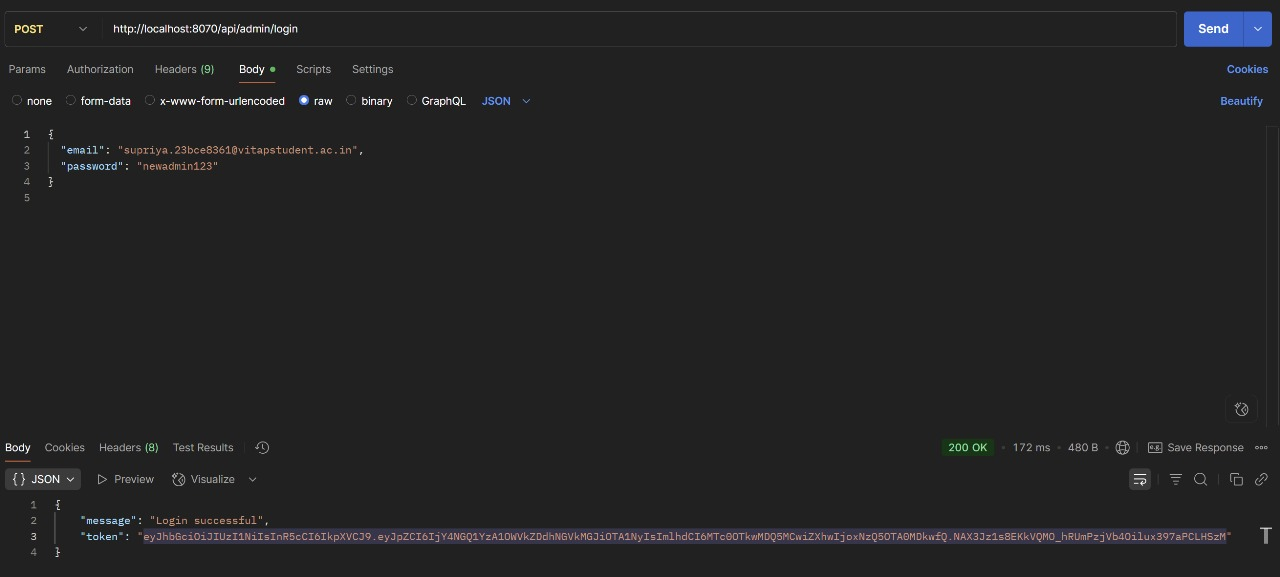 POST http://localhost:8070/api/admin/login Send
Params Authorization Headers (9) Body Scripts Settings Cookies
none form-data x-www-form-urlencoded raw binary GraphQL JSON Beautify
1 {
2 "email": "supriya.23bce8361@vitapstudent.ac.in",
3 "password": "newadmin123"
4 }
5
Body Cookies Headers (8) Test Results 200 OK • 172 ms • 480 B • e.g. Save Response
{} JSON Preview Visualize
1 {
2 "message": "Login successful",
3 "token": "eyJhbGciOiJIUzI1NiIsInR5cCI6IkpXVCJ9.eyJpZCI6IjY4NGQ1YzA1OWVkZDdhNGVkMGJiOTA1NyIsImlhdCI6MTc0OTkwMDQ5MCwiZXhwIjoxNzQ5OTA0MDkwfQ.NAX3Jz1s8EKkVQMO_hRUmPzjVb4Oilux397aPCLHSzM"
4 }